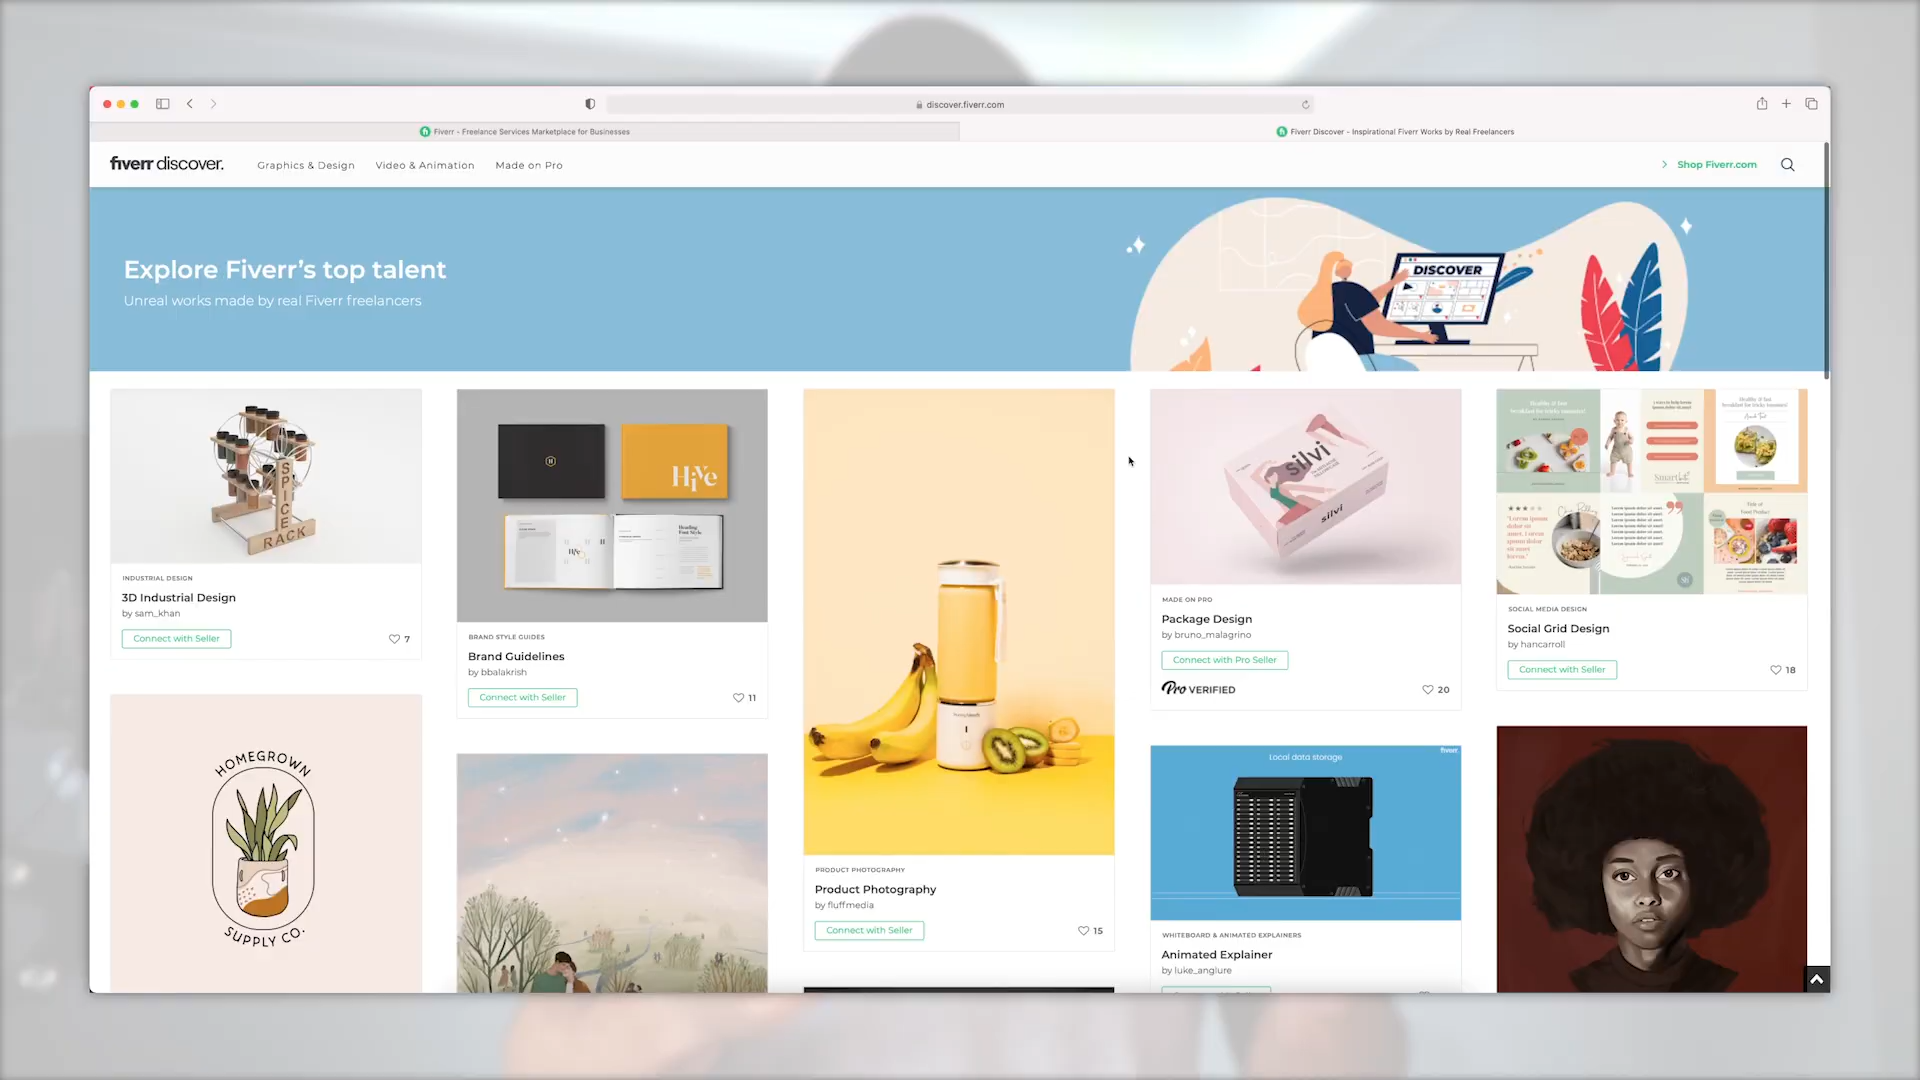 discover.fiverr.com
Fiverr - Freelance Services Marketplace for Businesses
Fiverr Discover - Inspirational Fiverr Works by Real Freelancers
fiverr discover.
Graphics & Design
Video & Animation
Made on Pro
Shop Fiverr.com
Explore Fiverr's top talent
Unreal works made by real Fiverr freelancers
DISCOVER
SPICE
RACK
INDUSTRIAL DESIGN
3D Industrial Design
by sam_khan
Connect with Seller
7
HOMEGROWN
SUPPLY CO.
H
Hive
Heading
Font Style
BRAND STYLE GUIDES
Brand Guidelines
by bbalakrish
Connect with Seller
11
PRODUCT PHOTOGRAPHY
Product Photography
by fluffmedia
Connect with Seller
15
silvi
silvi
MADE ON PRO
Package Design
by bruno_malagrino
Connect with Pro Seller
Pro VERIFIED
20
fiverr
Local data storage
WHITEBOARD & ANIMATED EXPLAINERS
Animated Explainer
by luke_anglure
SOCIAL MEDIA DESIGN
Social Grid Design
by hancarroll
Connect with Seller
18